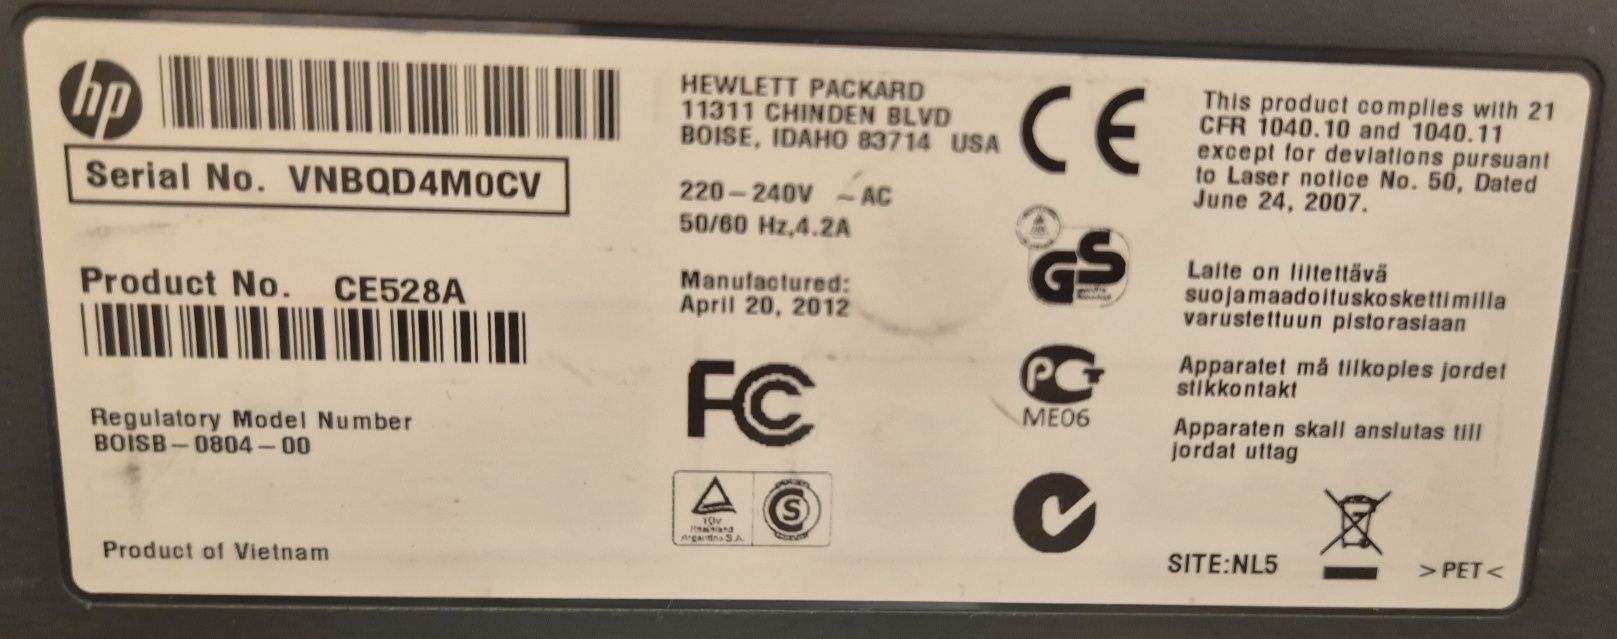 hp
Serial No. VNBQD4M0CV
Product No. CE528A
Regulatory Model Number
BOISB-0804-00
Product of Vietnam
HEWLETT PACKARD
11311 CHINDEN BLVD
BOISE, IDAHO 83714 USA
220-240V ~AC
50/60 Hz,4.2A
Manufactured:
April 20, 2012
FC
TÜV
Rheinland
Argentina S.A.
S
CE
GS
PCT
ME06
This product complies with 21
CFR 1040.10 and 1040.11
except for deviations pursuant
to Laser notice No. 50, Dated
June 24, 2007.
Laite on liitettävä
suojamaadoituskoskettimilla
varustettuun pistorasiaan
Apparatet må tilkoples jordet
stikkontakt
Apparaten skall anslutas till
jordat uttag
SITE:NL5
>PET<